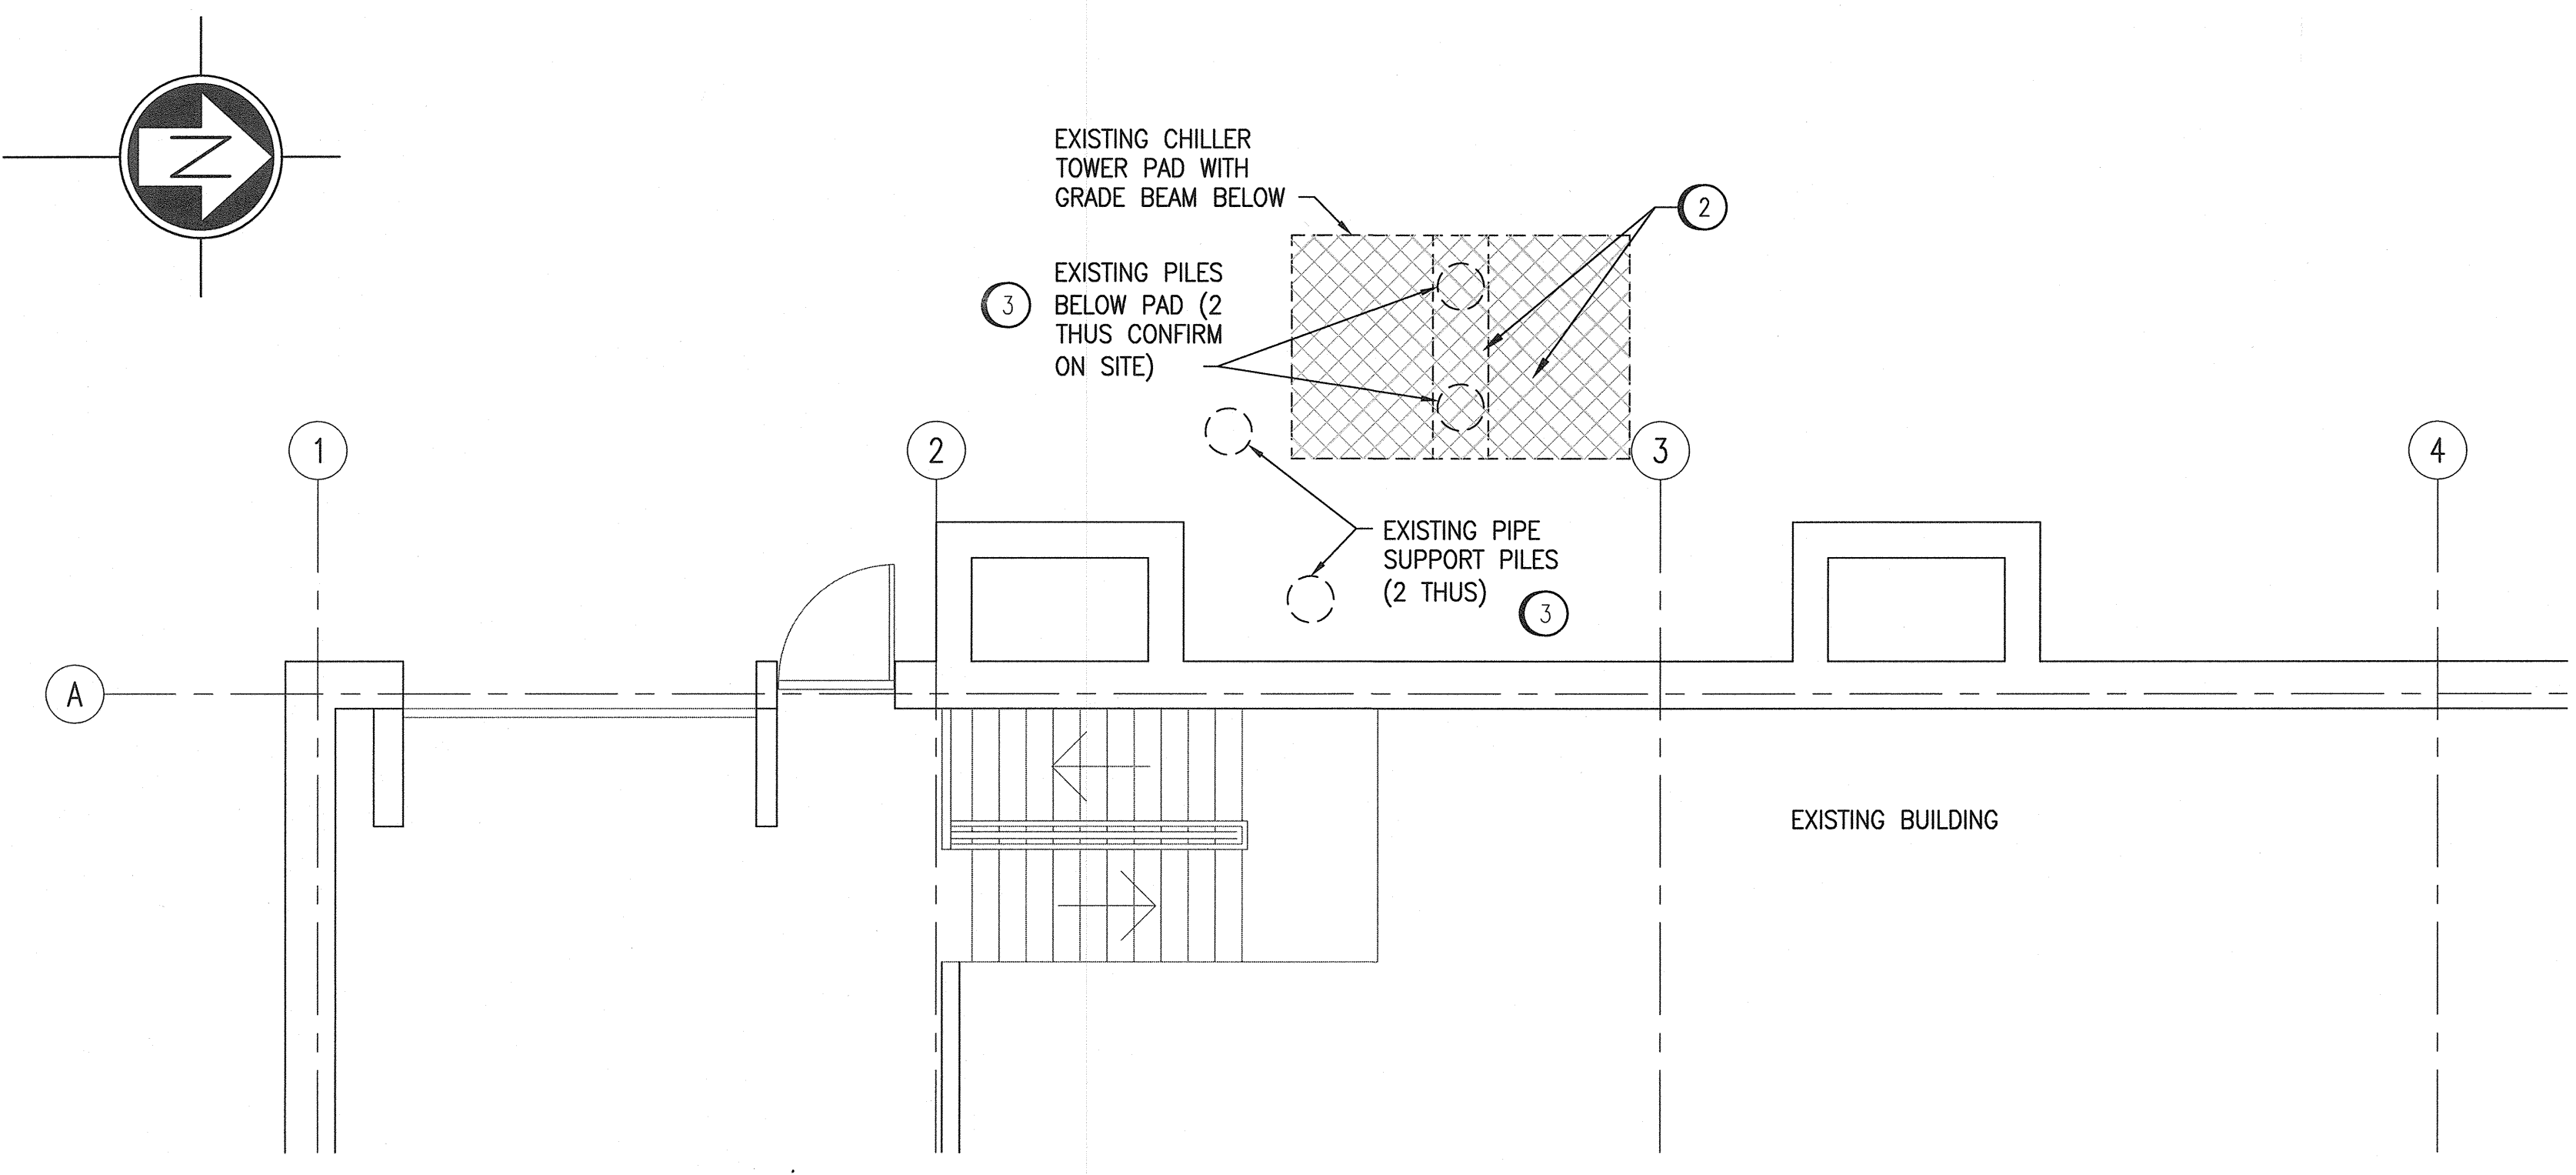 N
EXISTING CHILLER
TOWER PAD WITH
GRADE BEAM BELOW
2
3
EXISTING PILES
BELOW PAD (2
THUS CONFIRM
ON SITE)
1
2
3
4
EXISTING PIPE
SUPPORT PILES
(2 THUS)
3
A
EXISTING BUILDING